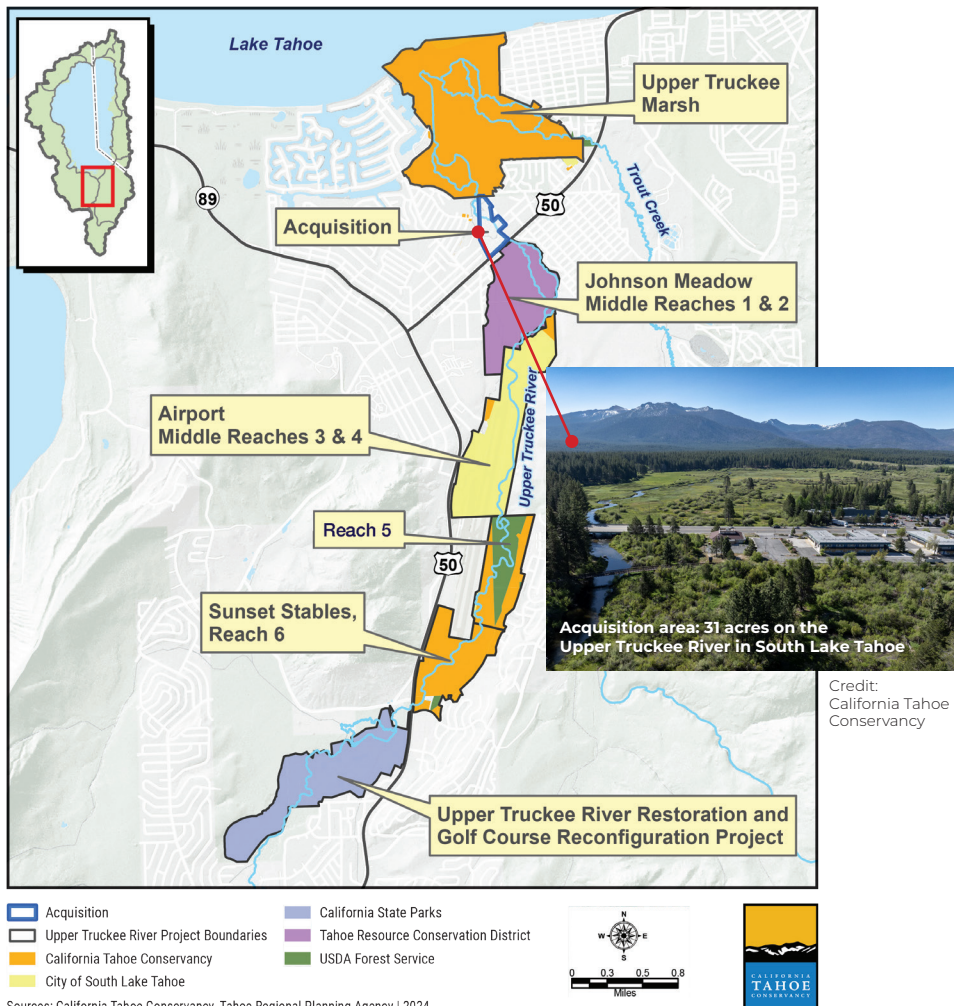 Lake Tahoe
Upper Truckee
Marsh
89
50
Trout Creek
Acquisition
Johnson Meadow
Middle Reaches 1 & 2
Airport
Middle Reaches 3 & 4
Upper Truckee River
Reach 5
50
Sunset Stables,
Reach 6
Acquisition area: 31 acres on the
Upper Truckee River in South Lake Tahoe
Credit:
California Tahoe
Conservancy
Upper Truckee River Restoration and
Golf Course Reconfiguration Project
Acquisition
Upper Truckee River Project Boundaries
California Tahoe Conservancy
City of South Lake Tahoe
California State Parks
Tahoe Resource Conservation District
USDA Forest Service
N
W E
S
0 0.3 0.5 0.8
Miles
CALIFORNIA
TAHOE
CONSERVANCY
Sources: California Tahoe Conservancy, Tahoe Regional Planning Agency | 2024